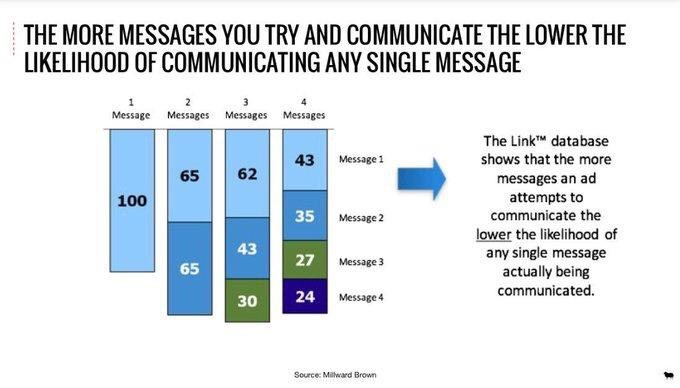 THE MORE MESSAGES YOU TRY AND COMMUNICATE THE LOWER THE
LIKELIHOOD OF COMMUNICATING ANY SINGLE MESSAGE
1 2 3 4
Message Messages Messages Messages
100
65
65
62
43
30
43
35
27
24
Message 1
Message 2
Message 3
Message 4
The Link™ database
shows that the more
messages an ad
attempts to
communicate the
lower the likelihood of
any single message
actually being
communicated.
Source: Millward Brown